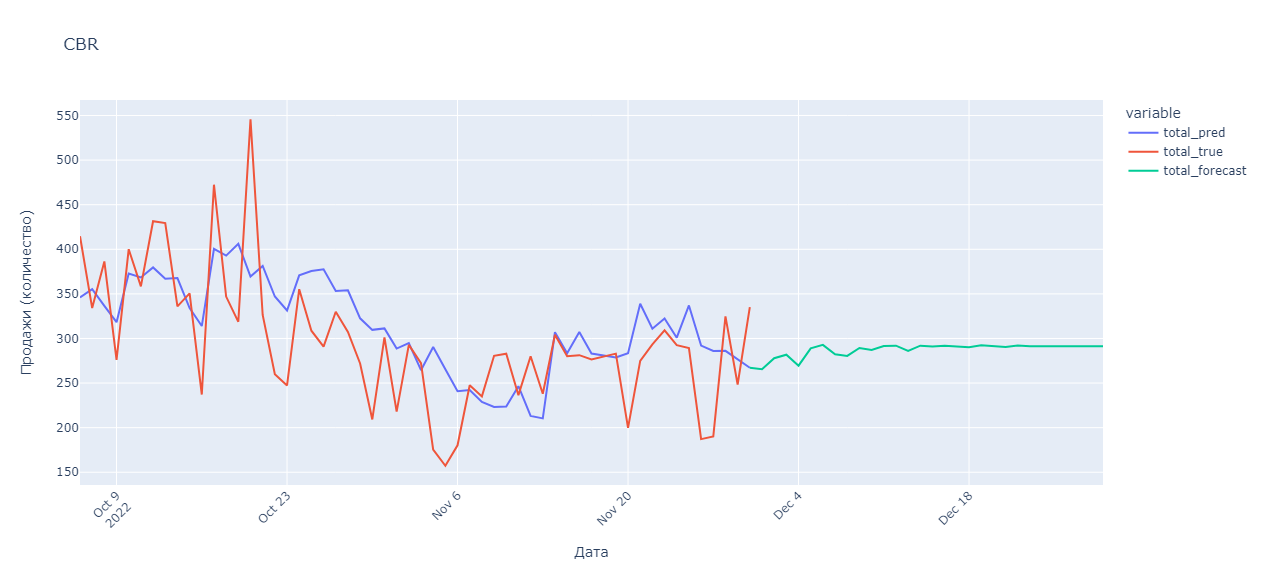 CBR
Продажи (количество)
550
500
450
400
350
300
250
200
150
Oct 9
2022
Oct 23
Nov 6
Nov 20
Dec 4
Dec 18
Дата
variable
total_pred
total_true
total_forecast